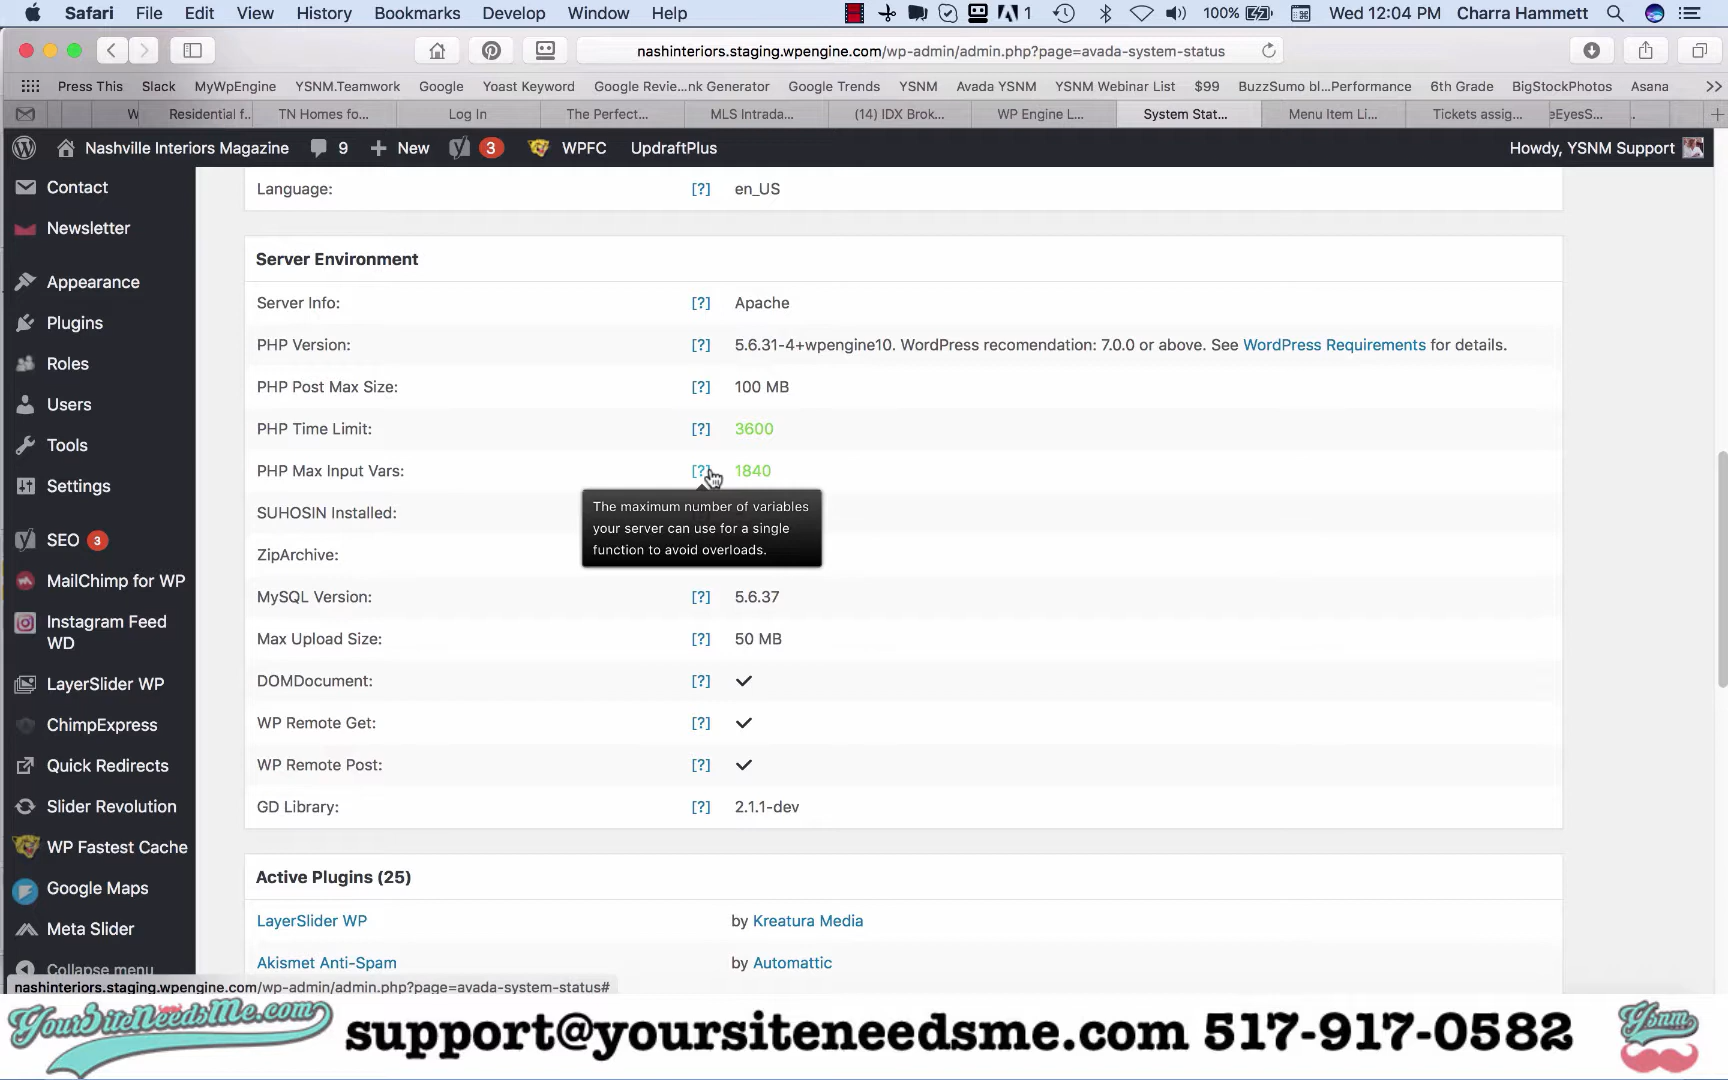 Safari File Edit View History Bookmarks Develop Window Help 1 100% Wed 12:04 PM Charra Hammett
nashinteriors.staging.wpengine.com/wp-admin/admin.php?page=avada-system-status
Press This Slack MyWpEngine YSNM.Teamwork Google Yoast Keyword Google Revie...nk Generator Google Trends YSNM Avada YSNM YSNM Webinar List $99 BuzzSumo bl...Performance 6th Grade BigStockPhotos Asana
W Residential f... TN Homes fo... Log In The Perfect... MLS Intrada... (14) IDX Brok... WP Engine L... System Stat... Menu Item Li... Tickets assig... eEyesS... .
Nashville Interiors Magazine 9 New 3 WPFC UpdraftPlus Howdy, YSNM Support
Contact
Newsletter
Appearance
Plugins
Roles
Users
Tools
Settings
SEO 3
MailChimp for WP
Instagram Feed
WD
LayerSlider WP
ChimpExpress
Quick Redirects
Slider Revolution
WP Fastest Cache
Google Maps
Meta Slider
Collapse menu
Language: [?] en_US
Server Environment
Server Info: [?] Apache
PHP Version: [?] 5.6.31-4+wpengine10. WordPress recomendation: 7.0.0 or above. See WordPress Requirements for details.
PHP Post Max Size: [?] 100 MB
PHP Time Limit: [?] 3600
PHP Max Input Vars: [?] 1840
The maximum number of variables
your server can use for a single
function to avoid overloads.
SUHOSIN Installed:
ZipArchive:
MySQL Version: [?] 5.6.37
Max Upload Size: [?] 50 MB
DOMDocument: [?]
WP Remote Get: [?]
WP Remote Post: [?]
GD Library: [?] 2.1.1-dev
Active Plugins (25)
LayerSlider WP by Kreatura Media
Akismet Anti-Spam by Automattic
nashinteriors.staging.wpengine.com/wp-admin/admin.php?page=avada-system-status#
YourSiteNeedsMe.com support@yoursiteneedsme.com 517-917-0582 Ysnm